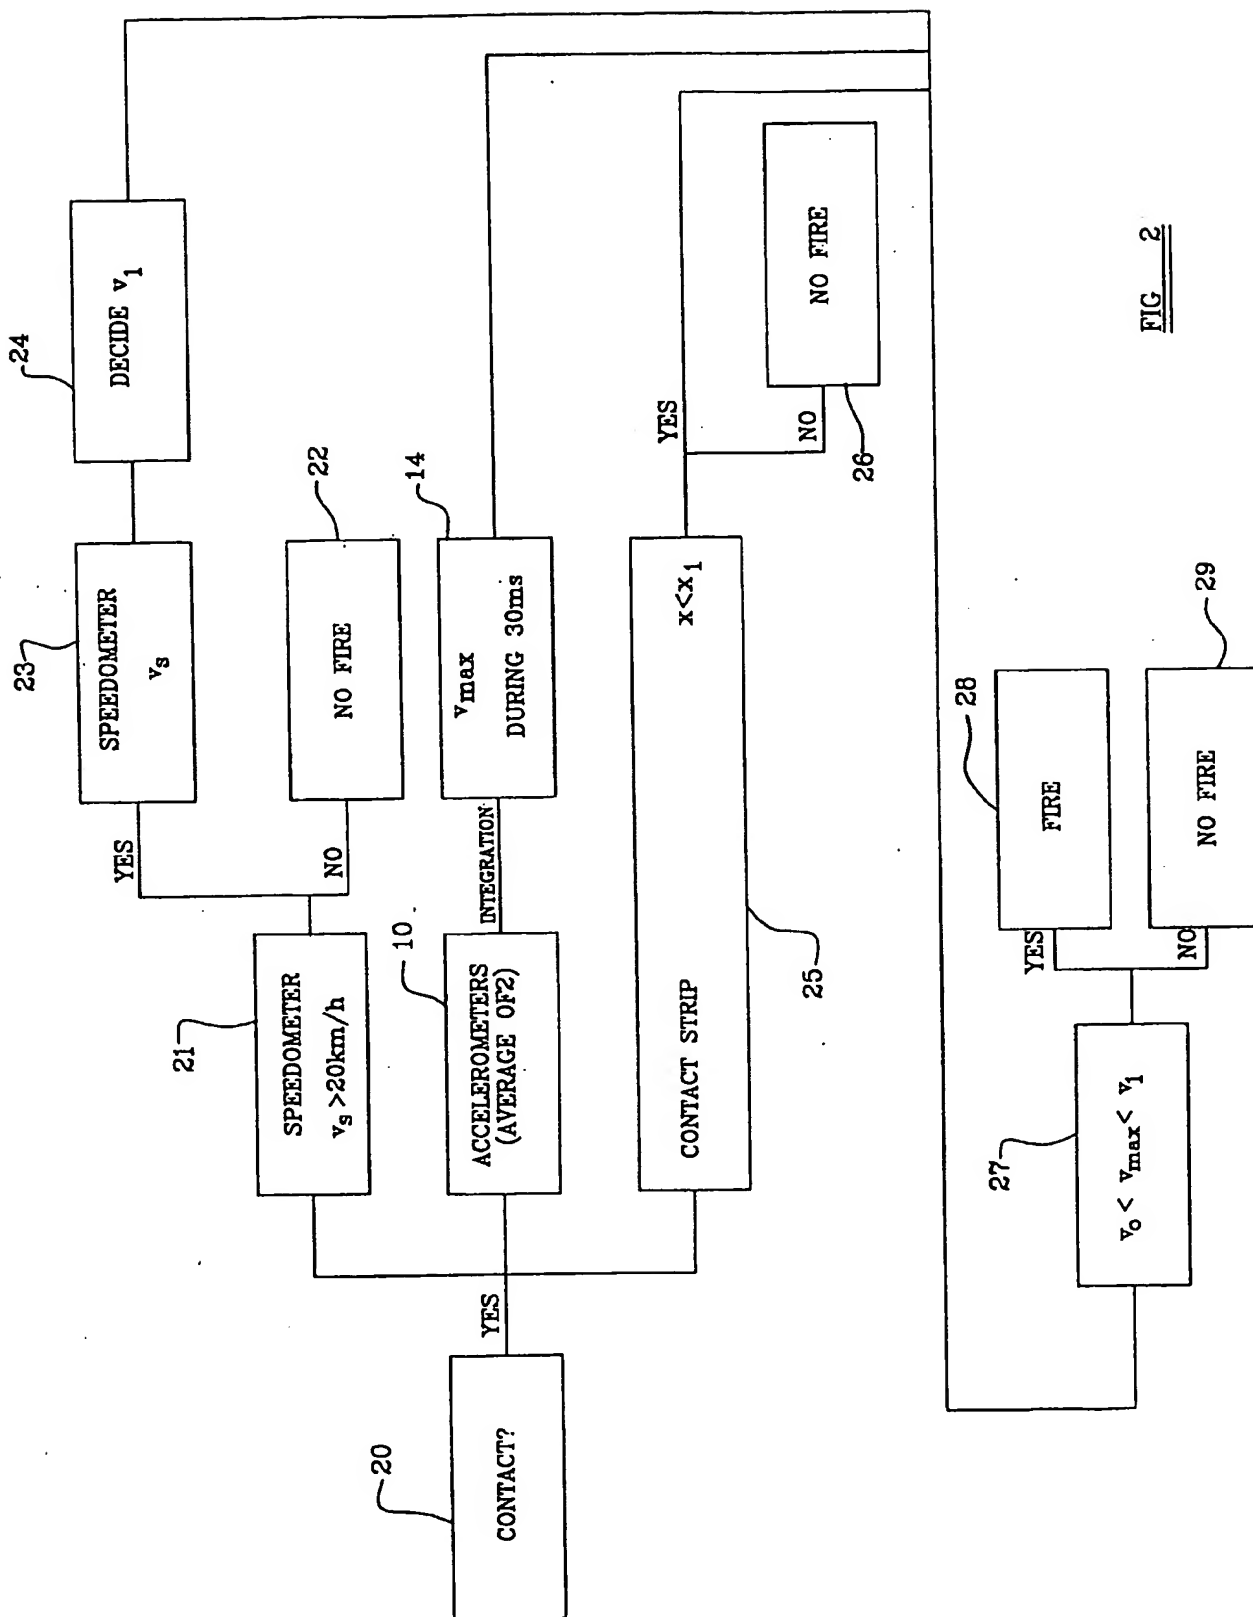 20
CONTACT?
YES
21
SPEEDOMETER
vs >20km/h
YES
NO
23
SPEEDOMETER
vs
24
DECIDE v1
22
NO FIRE
10
ACCELEROMETERS
(AVERAGE OF2)
INTEGRATION
14
vmax
DURING 30ms
25
CONTACT STRIP
x<x1
YES
NO
26
NO FIRE
27
vo < vmax < v1
YES
NO
28
FIRE
29
NO FIRE
FIG 2